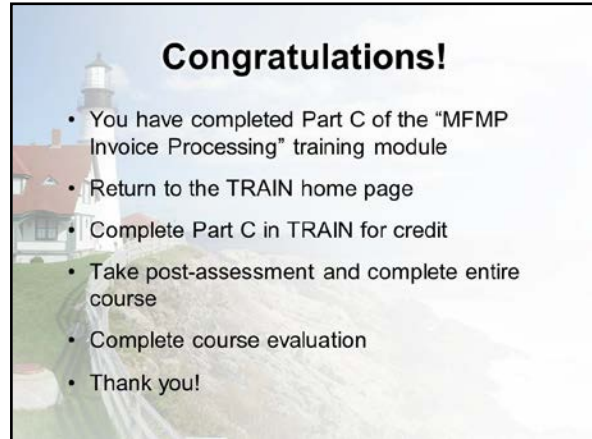 Congratulations!
• You have completed Part C of the “MFMP
Invoice Processing” training module
• Return to the TRAIN home page
• Complete Part C in TRAIN for credit
• Take post-assessment and complete entire
course
• Complete course evaluation
• Thank you!